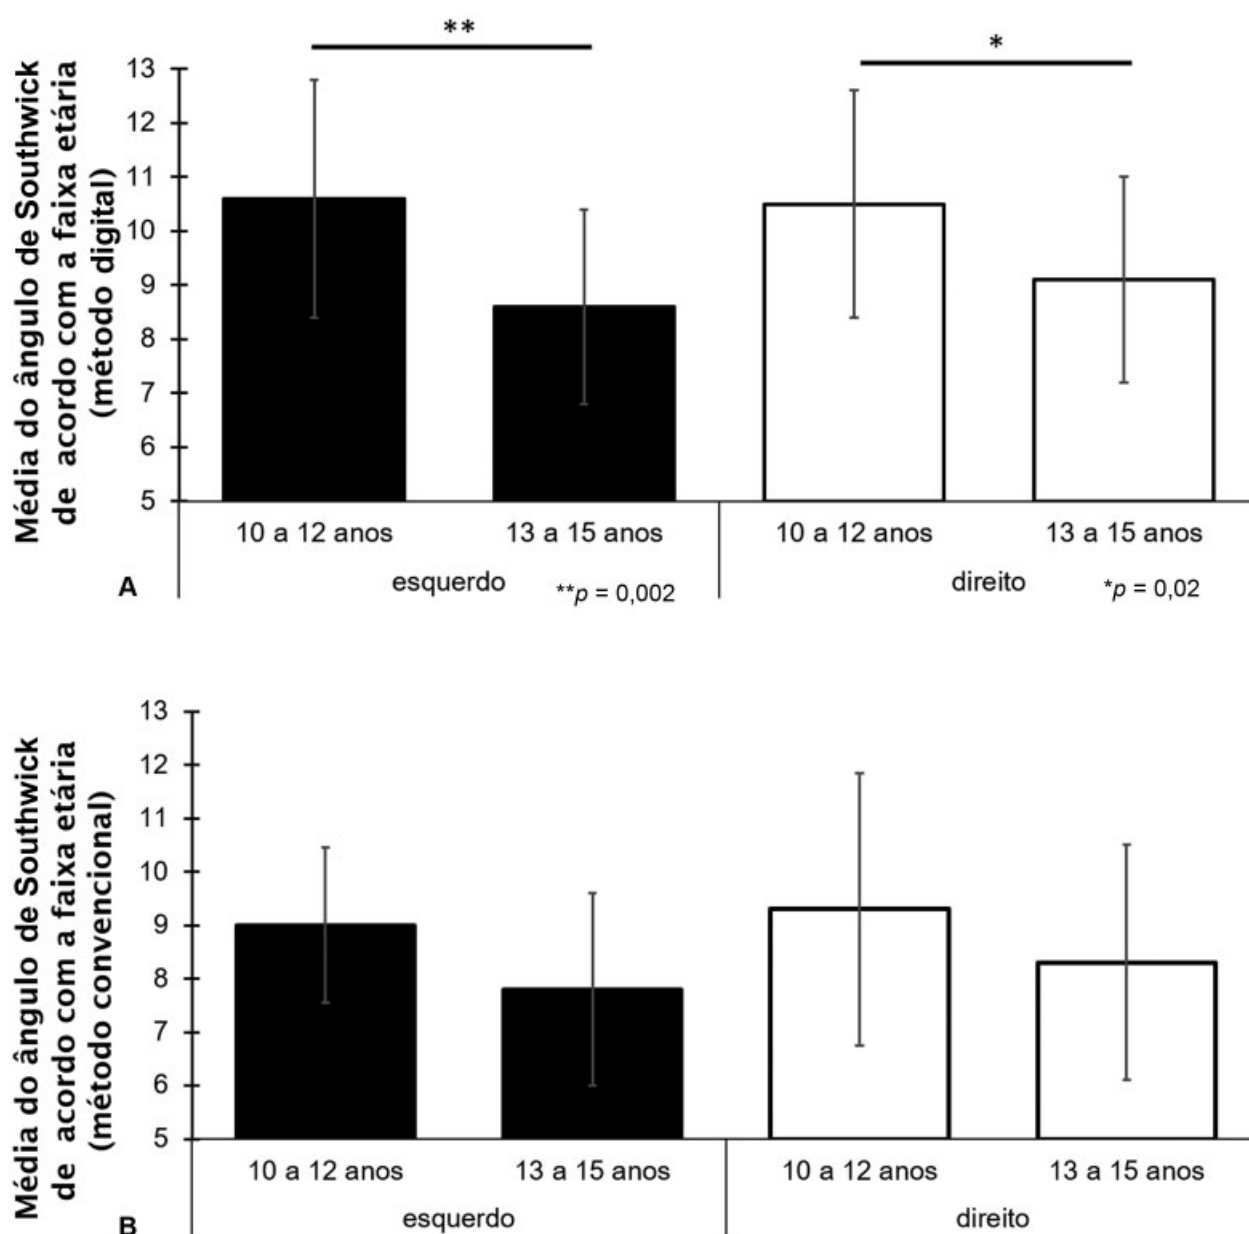 **
*
Média do ângulo de Southwick
de acordo com a faixa etária
(método digital)
13
12
11
10
9
8
7
6
5
10 a 12 anos
13 a 15 anos
10 a 12 anos
13 a 15 anos
A
esquerdo
**p = 0,002
direito
*p = 0,02
Média do ângulo de Southwick
de acordo com a faixa etária
(método convencional)
13
12
11
10
9
8
7
6
5
10 a 12 anos
13 a 15 anos
10 a 12 anos
13 a 15 anos
B
esquerdo
direito